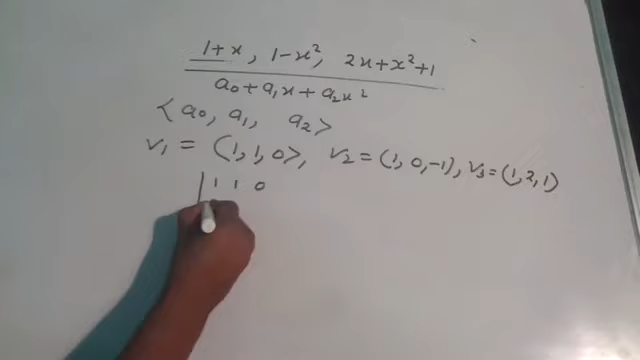 1+x, 1-x², 2x+x²+1
a₀+a₁x+a₂x²
<a₀, a₁, a₂>
v₁ = (1, 1, 0>, v₂ = (1, 0, -1), v₃ = (1, 2, 1)
| 1 1 0